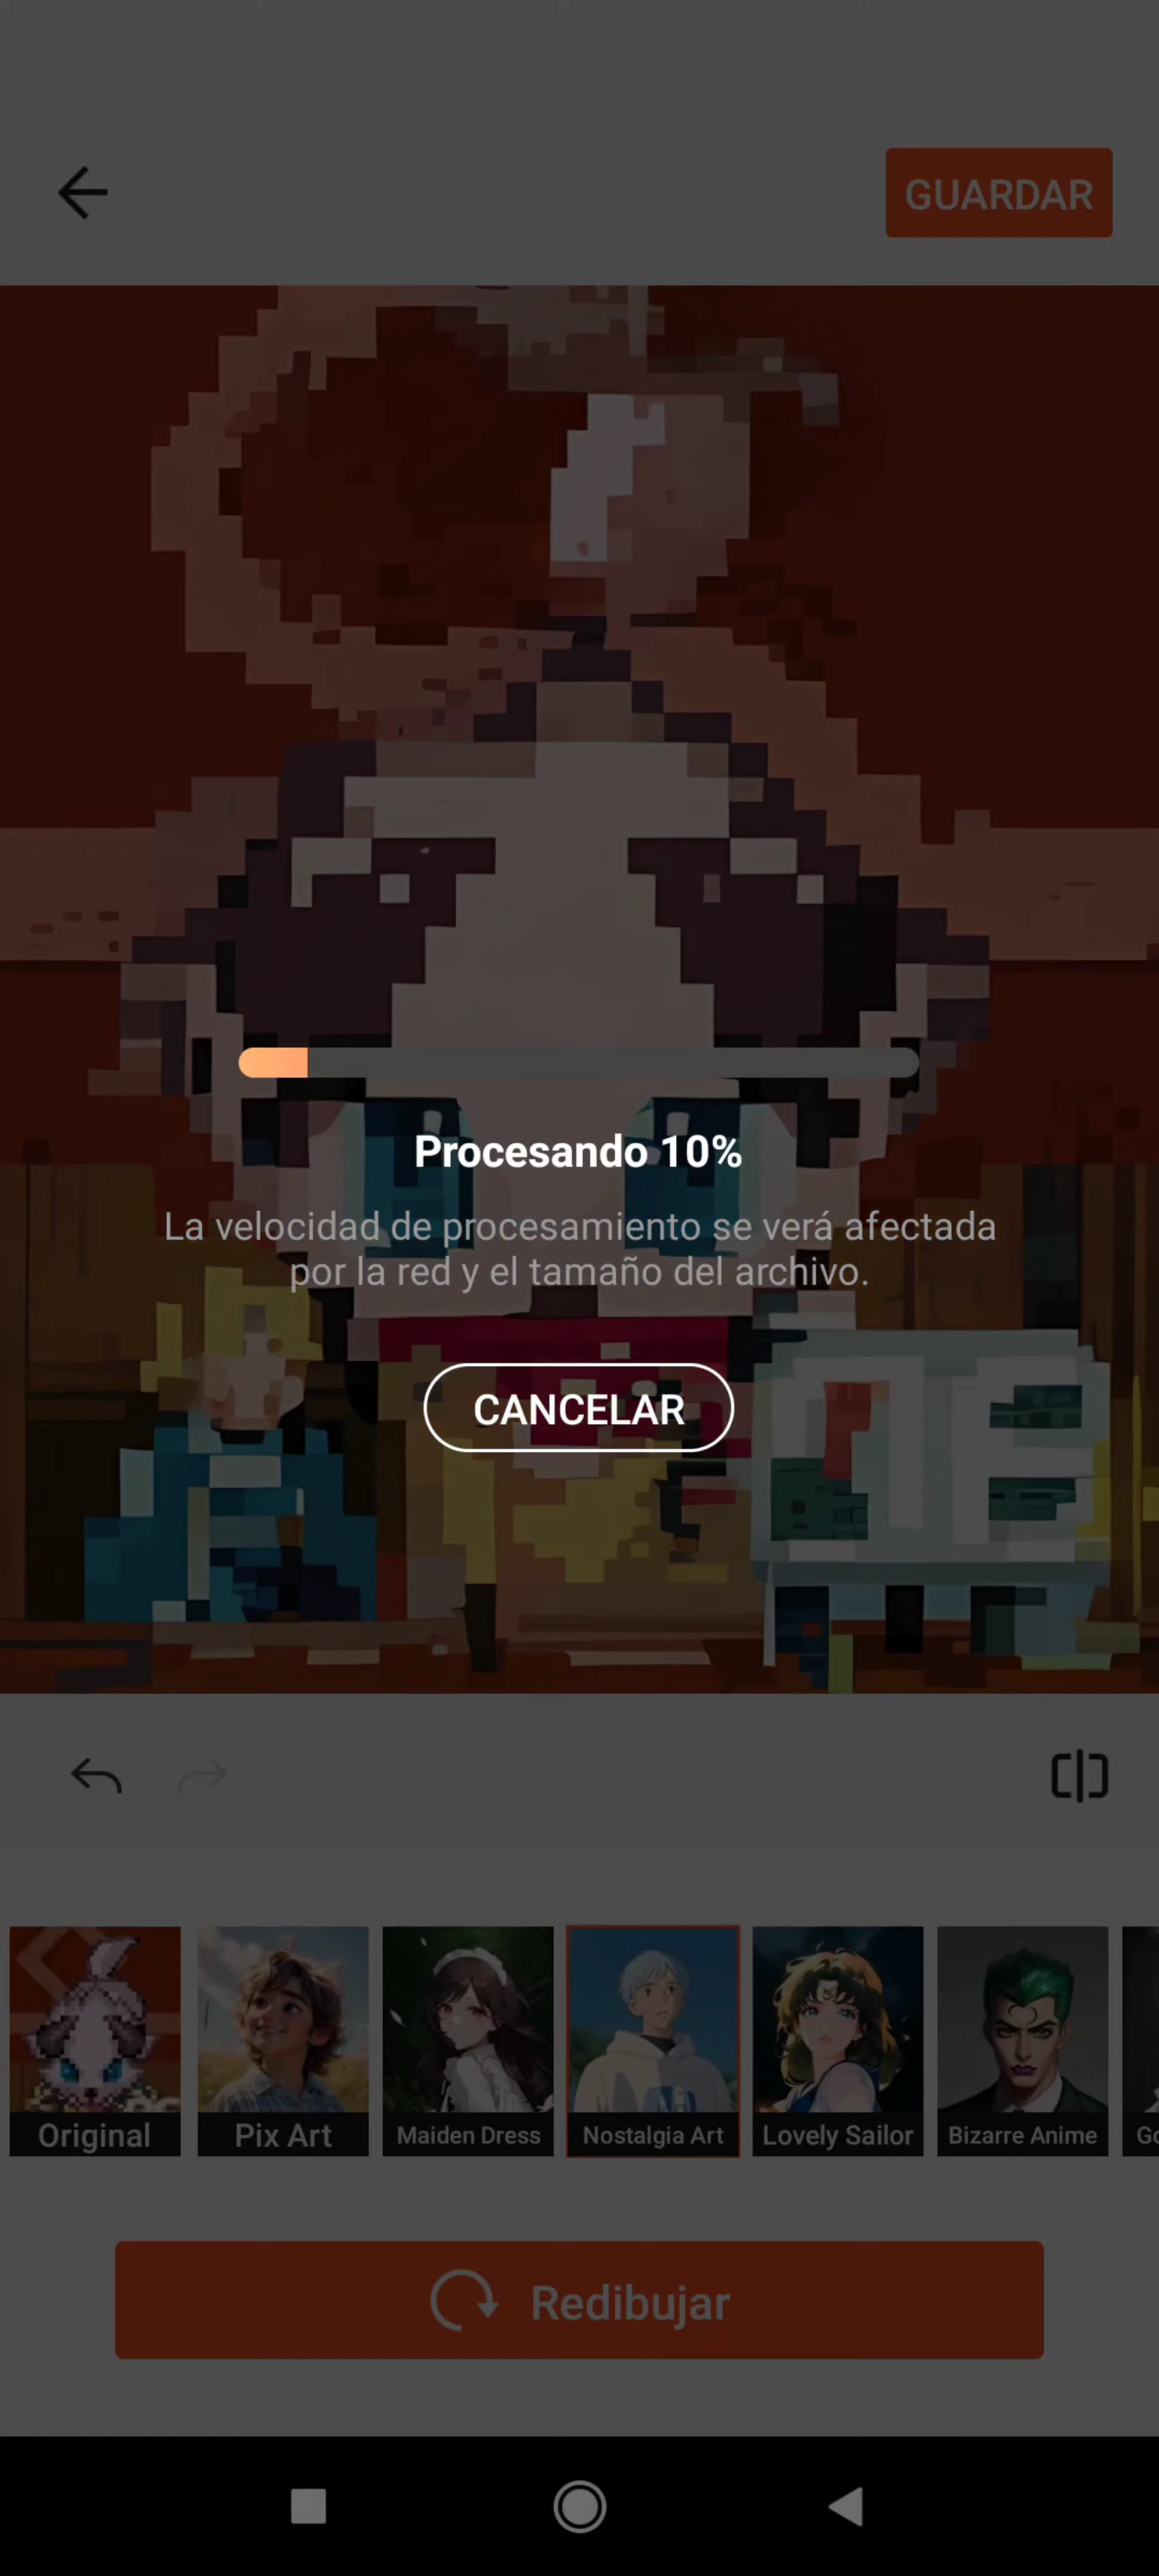 GUARDAR
Procesando 10%
La velocidad de procesamiento se verá afectada
por la red y el tamaño del archivo.
CANCELAR
Original
Pix Art
Maiden Dress
Nostalgia Art
Lovely Sailor
Bizarre Anime
Redibujar